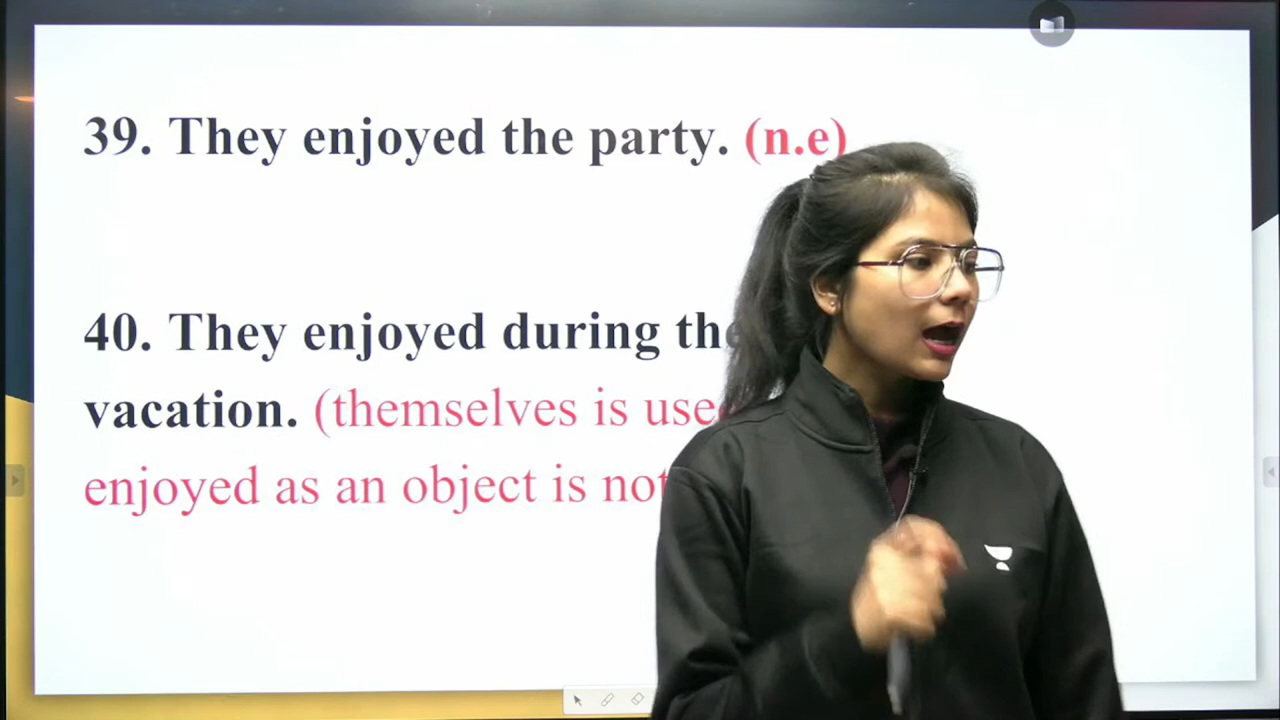 39. They enjoyed the party. (n.e)
40. They enjoyed during the
vacation. (themselves is used
enjoyed as an object is not